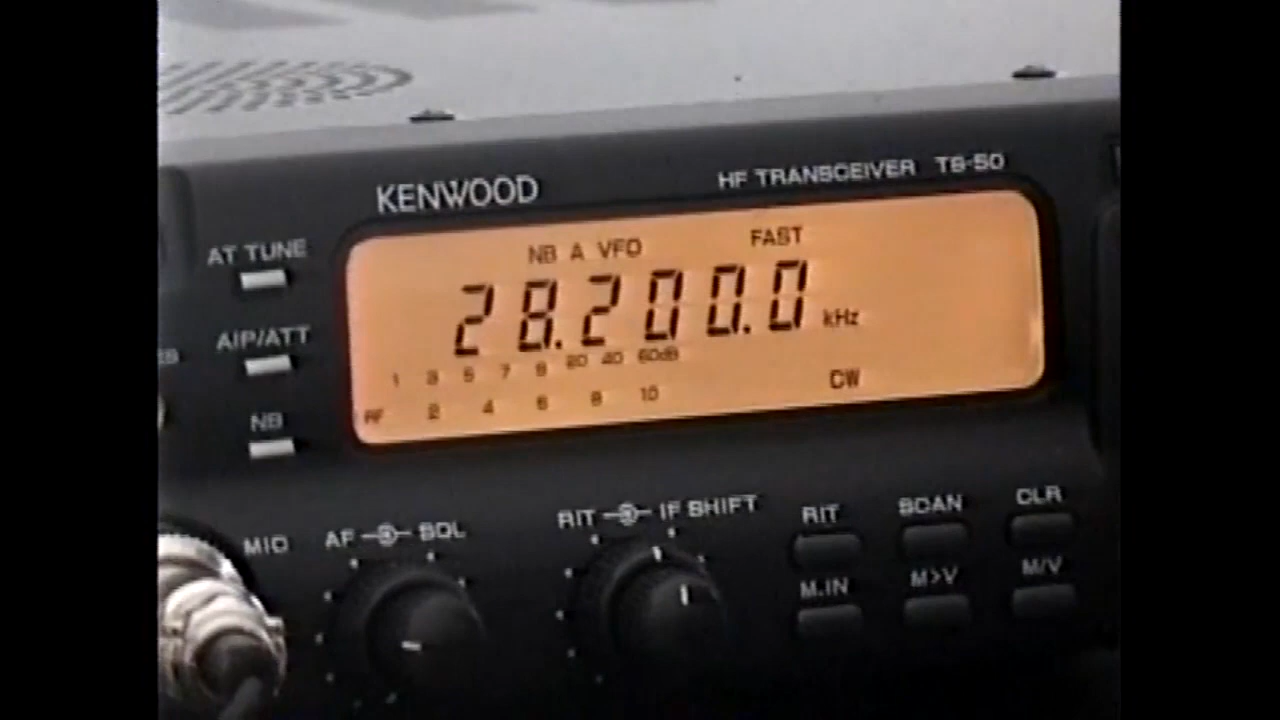 HF TRANSCEIVER TS-50
KENWOOD
AT TUNE
NB A VFO FAST
28.200.0 kHz
AIP/ATT
1 3 5 7 9 20 40 60dB
CW
RF 2 4 6 8 10
NB
RIT IF SHIFT
RIT SCAN CLR
MIC AF SQL
M.IN M>V M/V